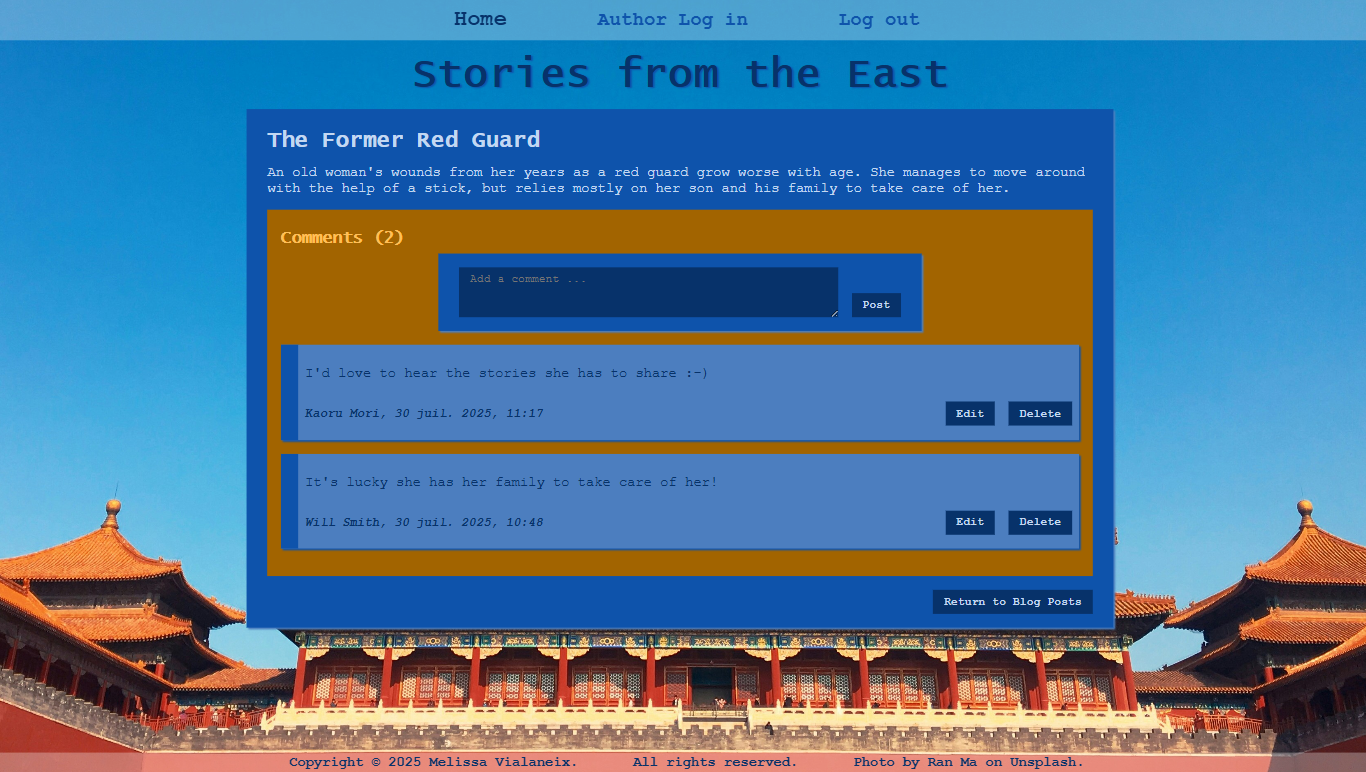 Home Author Log in Log out
Stories from the East
The Former Red Guard
An old woman's wounds from her years as a red guard grow worse with age. She manages to move around
with the help of a stick, but relies mostly on her son and his family to take care of her.
Comments (2)
Add a comment ...
Post
I'd love to hear the stories she has to share :-)
Kaoru Mori, 30 juil. 2025, 11:17 Edit Delete
It's lucky she has her family to take care of her!
Will Smith, 30 juil. 2025, 10:48 Edit Delete
Return to Blog Posts
Copyright © 2025 Melissa Vialaneix. All rights reserved. Photo by Ran Ma on Unsplash.